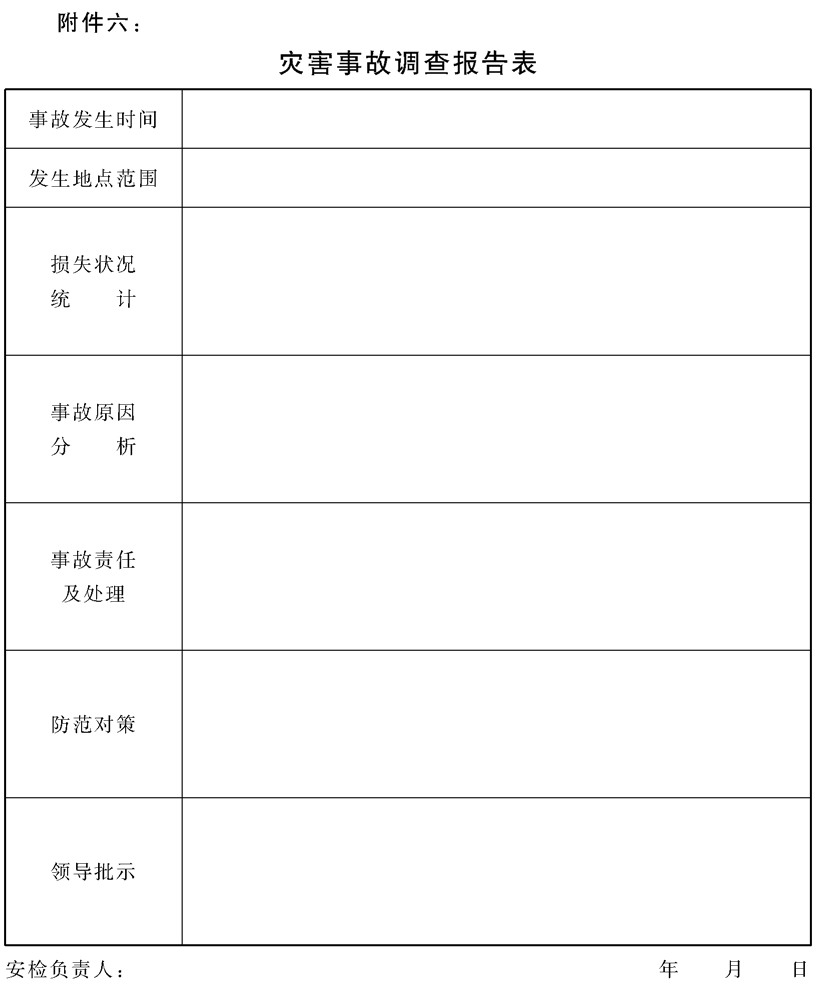 附件六：
灾害事故调查报告表
事故发生时间
发生地点范围
损失状况
统　　计
事故原因
分　　析
事故责任
及处理
防范对策
领导批示
安检负责人：　　　　年　　月　　日